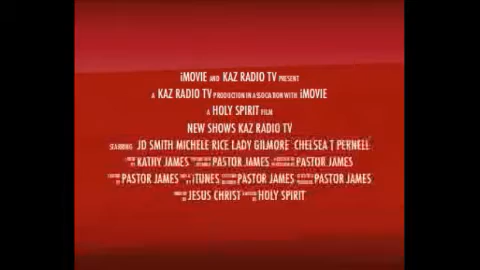 iMOVIE AND KAZ RADIO TV PRESENT
A KAZ RADIO TV PRODUCTION IN ASSOCIATION WITH iMOVIE
A HOLY SPIRIT FILM
NEW SHOWS KAZ RADIO TV
STARRING JD SMITH MICHELE RICE LADY GILMORE CHELSEA T PERNELL
KATHY JAMES PASTOR JAMES PASTOR JAMES
PASTOR JAMES iTUNES PASTOR JAMES PASTOR JAMES
JESUS CHRIST HOLY SPIRIT